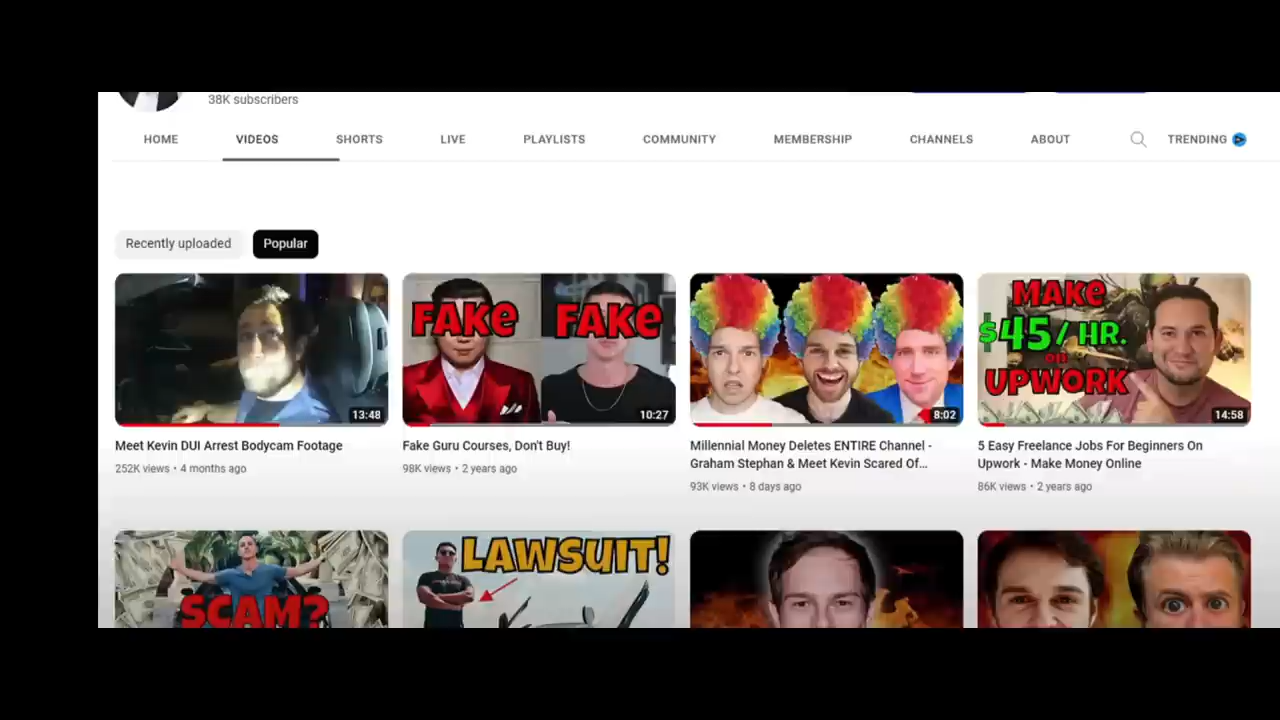 38K subscribers
HOME VIDEOS SHORTS LIVE PLAYLISTS COMMUNITY MEMBERSHIP CHANNELS ABOUT TRENDING
Recently uploaded Popular
13:48
FAKE FAKE
10:27
8:02
MAKE
$45/HR.
ON
UPWORK
14:58
Meet Kevin DUI Arrest Bodycam Footage
252K views • 4 months ago
Fake Guru Courses, Don't Buy!
98K views • 2 years ago
Millennial Money Deletes ENTIRE Channel -
Graham Stephan & Meet Kevin Scared Of...
93K views • 8 days ago
5 Easy Freelance Jobs For Beginners On
Upwork - Make Money Online
86K views • 2 years ago
SCAM?
LAWSUIT!